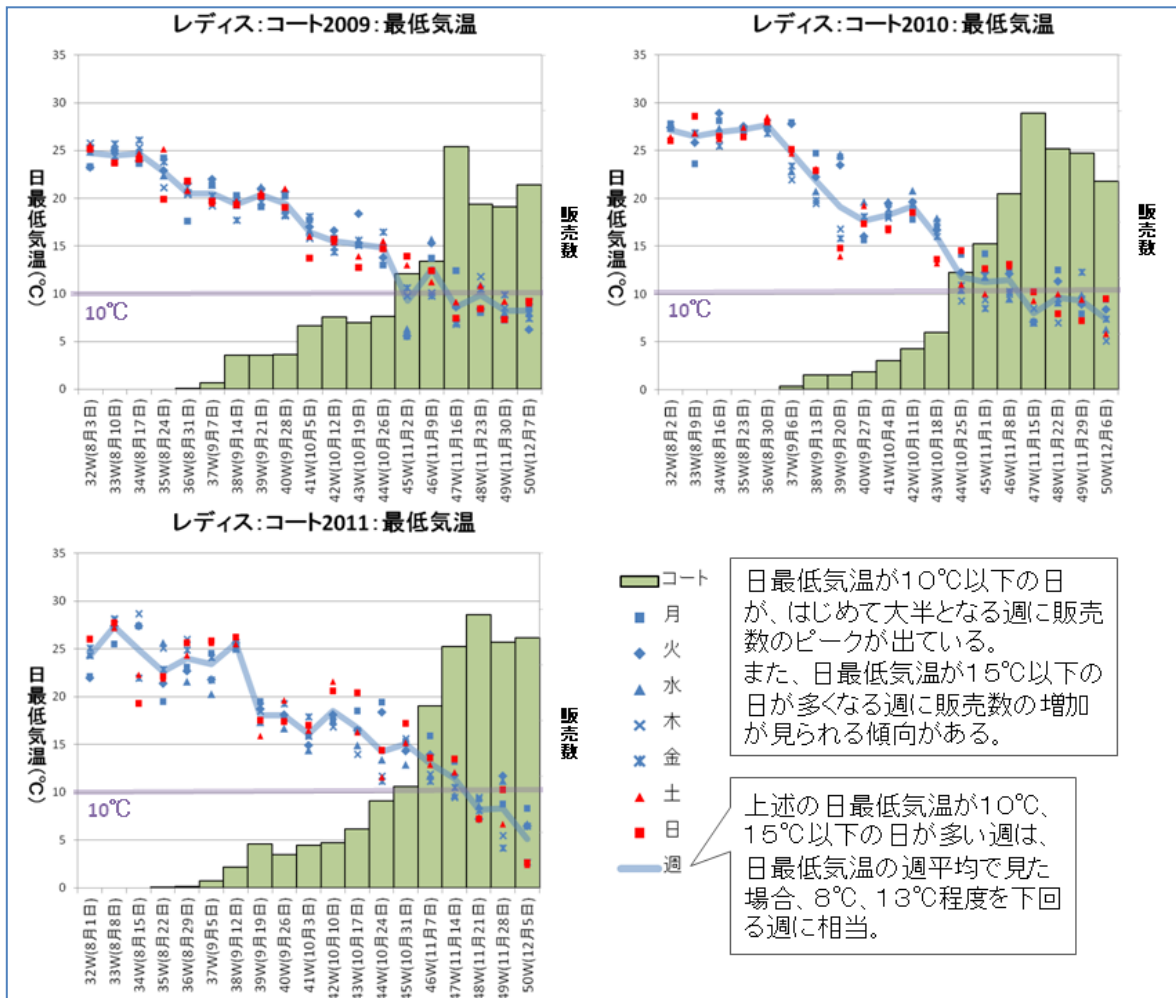 レディス:コート2009:最低気温
35
30
25
20
15
10
5
0
日最低気温(℃)
販売数
10℃
32W(8月3日)
33W(8月10日)
34W(8月17日)
35W(8月24日)
36W(8月31日)
37W(9月7日)
38W(9月14日)
39W(9月21日)
40W(9月28日)
41W(10月5日)
42W(10月12日)
43W(10月19日)
44W(10月26日)
45W(11月2日)
46W(11月9日)
47W(11月16日)
48W(11月23日)
49W(11月30日)
50W(12月7日)
レディス:コート2010:最低気温
35
30
25
20
15
10
5
0
日最低気温(℃)
販売数
10℃
32W(8月2日)
33W(8月9日)
34W(8月16日)
35W(8月23日)
36W(8月30日)
37W(9月6日)
38W(9月13日)
39W(9月20日)
40W(9月27日)
41W(10月4日)
42W(10月11日)
43W(10月18日)
44W(10月25日)
45W(11月1日)
46W(11月8日)
47W(11月15日)
48W(11月22日)
49W(11月29日)
50W(12月6日)
レディス:コート2011:最低気温
35
30
25
20
15
10
5
0
日最低気温(℃)
販売数
10℃
32W(8月1日)
33W(8月8日)
34W(8月15日)
35W(8月22日)
36W(8月29日)
37W(9月5日)
38W(9月12日)
39W(9月19日)
40W(9月26日)
41W(10月3日)
42W(10月10日)
43W(10月17日)
44W(10月24日)
45W(10月31日)
46W(11月7日)
47W(11月14日)
48W(11月21日)
49W(11月28日)
50W(12月5日)
コート
月
火
水
木
金
土
日
週
日最低気温が10℃以下の日
が、はじめて大半となる週に販売
数のピークが出ている。
また、日最低気温が15℃以下の
日が多くなる週に販売数の増加
が見られる傾向がある。
上述の日最低気温が10℃、
15℃以下の日が多い週は、
日最低気温の週平均で見た
場合、8℃、13℃程度を下回
る週に相当。